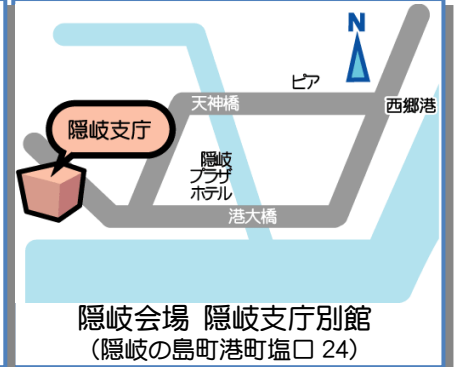 N
ピア
天神橋
西郷港
隠岐支庁
隠岐
プラザ
ホテル
港大橋
隠岐会場 隠岐支庁別館
（隠岐の島町港町塩口 24）